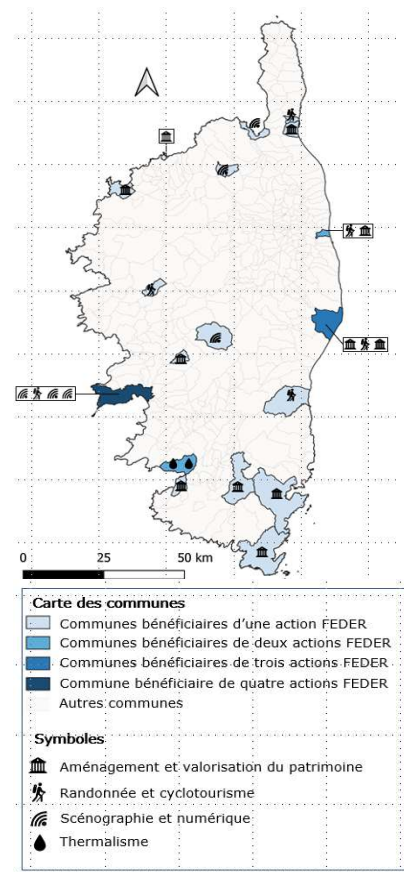 0 25 50 km
Carte des communes
Communes bénéficiaires d'une action FEDER
Communes bénéficiaires de deux actions FEDER
Communes bénéficiaires de trois actions FEDER
Commune bénéficiaire de quatre actions FEDER
Autres communes
Symboles
Aménagement et valorisation du patrimoine
Randonnée et cyclotourisme
Scénographie et numérique
Thermalisme